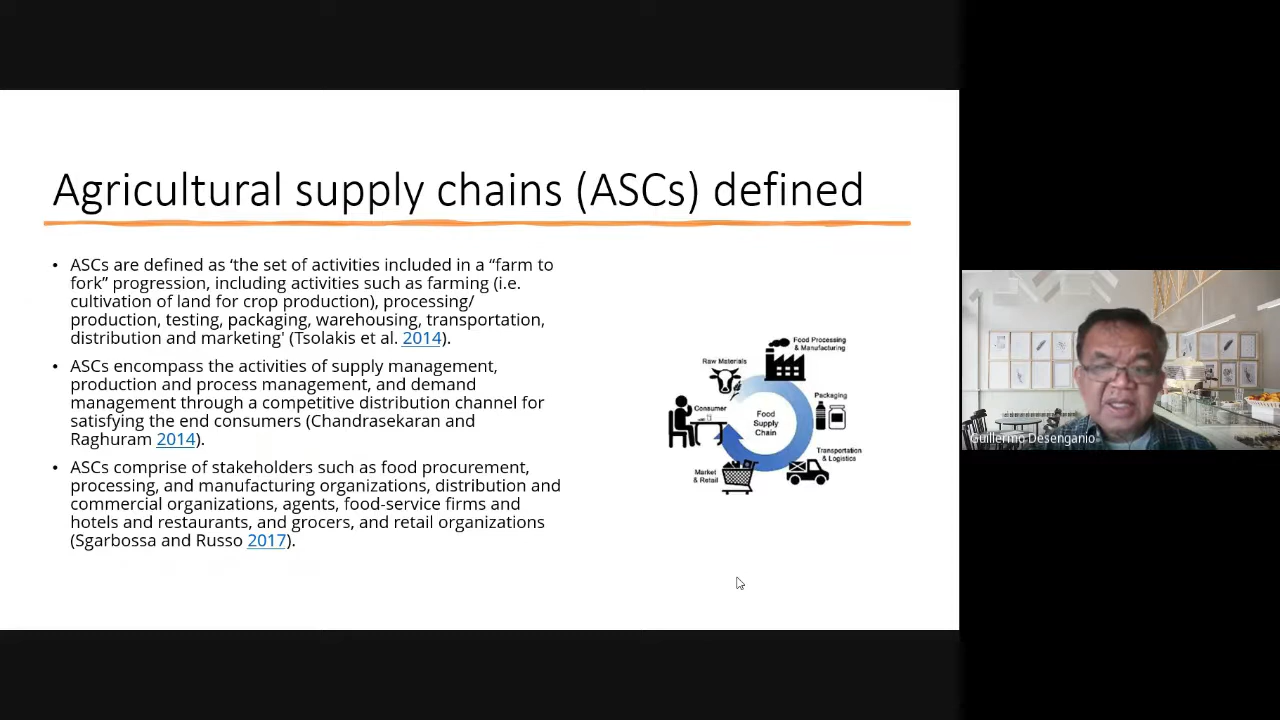 Agricultural supply chains (ASCs) defined
• ASCs are defined as ‘the set of activities included in a “farm to
fork” progression, including activities such as farming (i.e.
cultivation of land for crop production), processing/
production, testing, packaging, warehousing, transportation,
distribution and marketing' (Tsolakis et al. 2014).
• ASCs encompass the activities of supply management,
production and process management, and demand
management through a competitive distribution channel for
satisfying the end consumers (Chandrasekaran and
Raghuram 2014).
• ASCs comprise of stakeholders such as food procurement,
processing, and manufacturing organizations, distribution and
commercial organizations, agents, food-service firms and
hotels and restaurants, and grocers, and retail organizations
(Sgarbossa and Russo 2017).
Food Processing
& Manufacturing
Raw Materials
Packaging
Consumer
Food
Supply
Chain
Transportation
& Logistics
Market
& Retail
Guillermo Desenganio